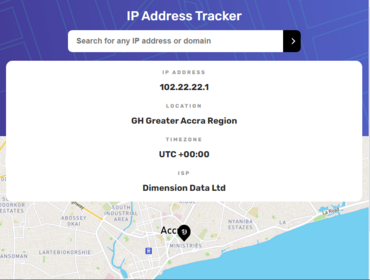 IP Address Tracker
Search for any IP address or domain
IP ADDRESS
102.22.22.1
LOCATION
GH Greater Accra Region
TIMEZONE
UTC +00:00
ISP
Dimension Data Ltd
SOUTH
INDUSTRIAL
AREA
ABOSSEY
OKAI
LARTEBIOKORSHIE
MINISTRIES
NYANIBA
ESTATES
LA